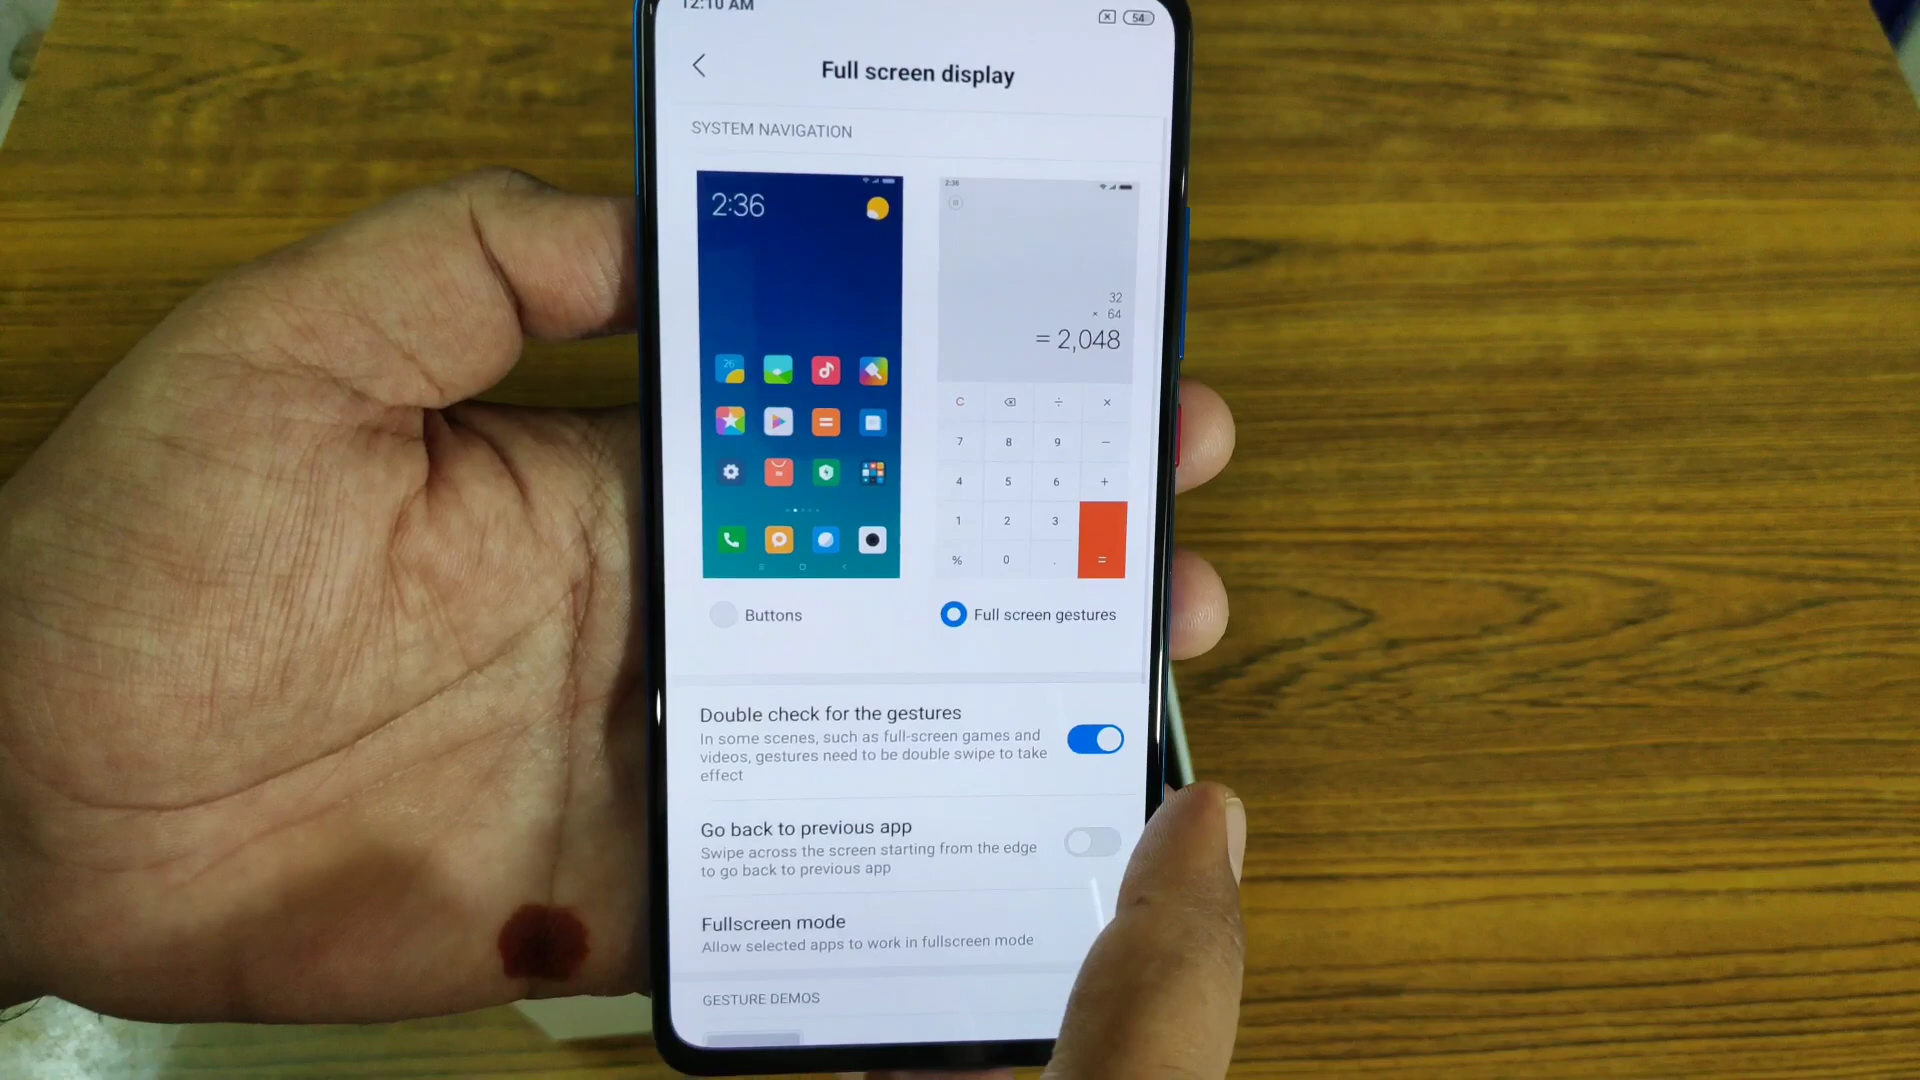 12:10 AM
54
Full screen display
SYSTEM NAVIGATION
2:36
26
2:36
32
× 64
= 2,048
C ÷ ×
7 8 9 −
4 5 6 +
1 2 3
% 0 . =
Buttons
Full screen gestures
Double check for the gestures
In some scenes, such as full-screen games and
videos, gestures need to be double swipe to take
effect
Go back to previous app
Swipe across the screen starting from the edge
to go back to previous app
Fullscreen mode
Allow selected apps to work in fullscreen mode
GESTURE DEMOS